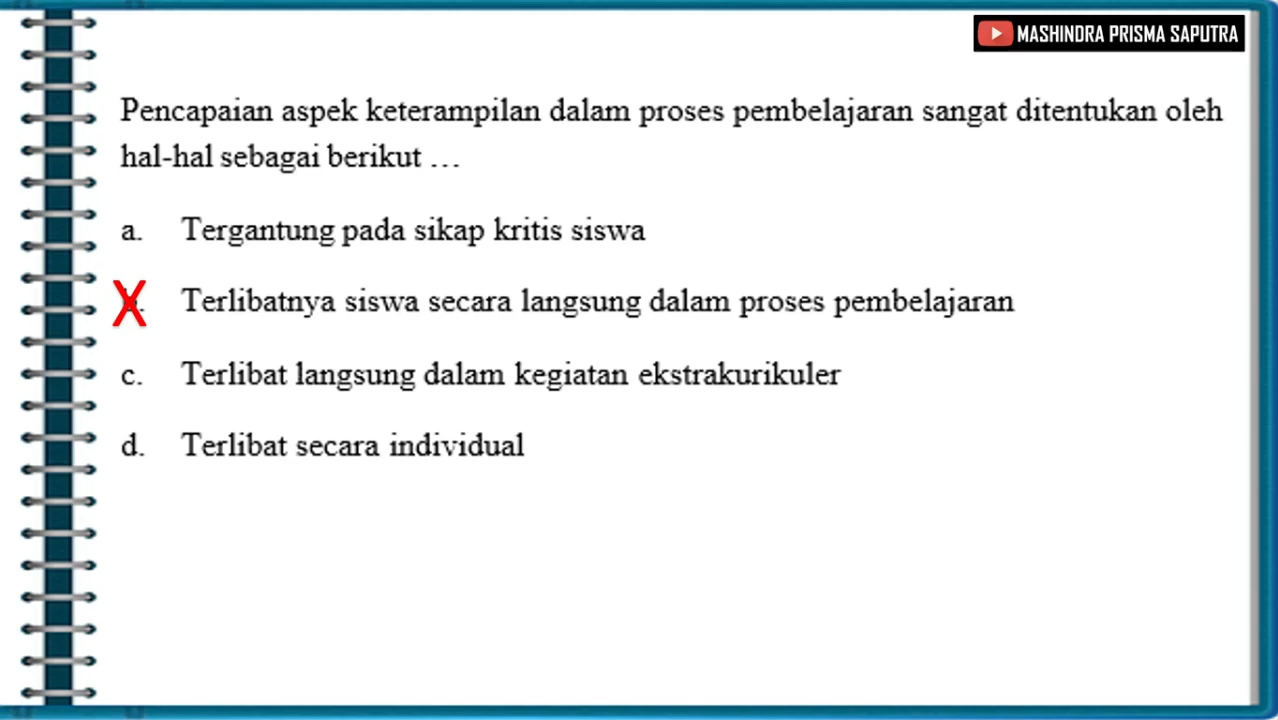 MASHINDRA PRISMA SAPUTRA
Pencapaian aspek keterampilan dalam proses pembelajaran sangat ditentukan oleh
hal-hal sebagai berikut …
a. Tergantung pada sikap kritis siswa
X Terlibatnya siswa secara langsung dalam proses pembelajaran
c. Terlibat langsung dalam kegiatan ekstrakurikuler
d. Terlibat secara individual